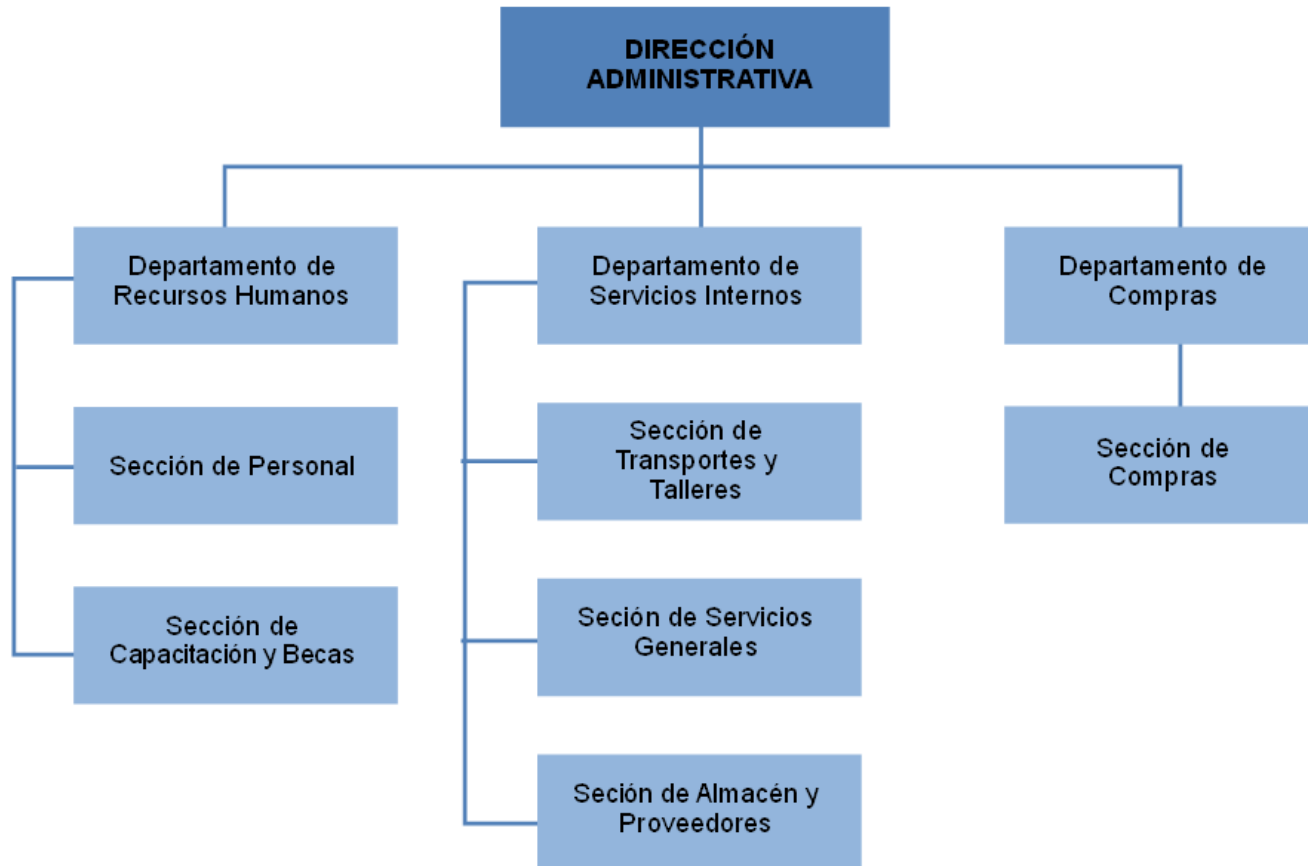 DIRECCIÓN
ADMINISTRATIVA
Departamento de
Recursos Humanos
Departamento de
Servicios Internos
Departamento de
Compras
Sección de Personal
Sección de
Transportes y
Talleres
Sección de
Compras
Sección de
Capacitación y Becas
Seción de Servicios
Generales
Seción de Almacén y
Proveedores